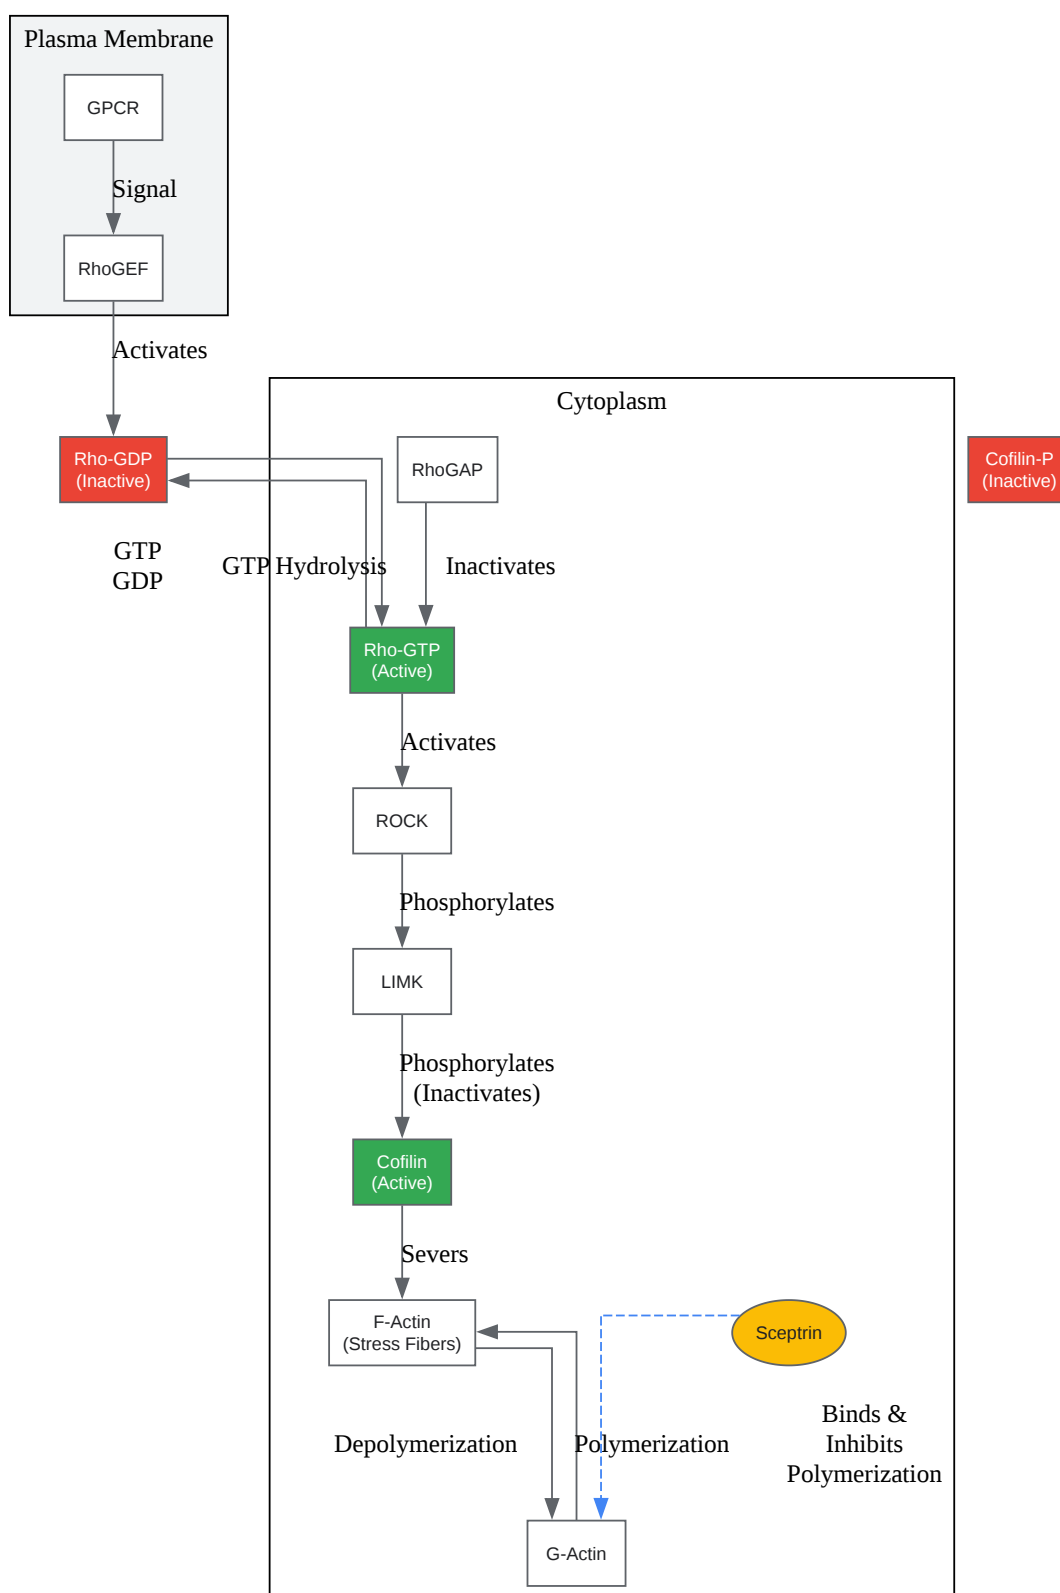 Plasma Membrane
GPCR
Signal
RhoGEF
Activates
Cytoplasm
Rho-GDP
(Inactive)
RhoGAP
Cofilin-P
(Inactive)
GTP
GDP
GTP Hydrolysis
Inactivates
Rho-GTP
(Active)
Activates
ROCK
Phosphorylates
LIMK
Phosphorylates
(Inactivates)
Cofilin
(Active)
Severs
F-Actin
(Stress Fibers)
Sceptrin
Depolymerization
Polymerization
Binds &
Inhibits
Polymerization
G-Actin